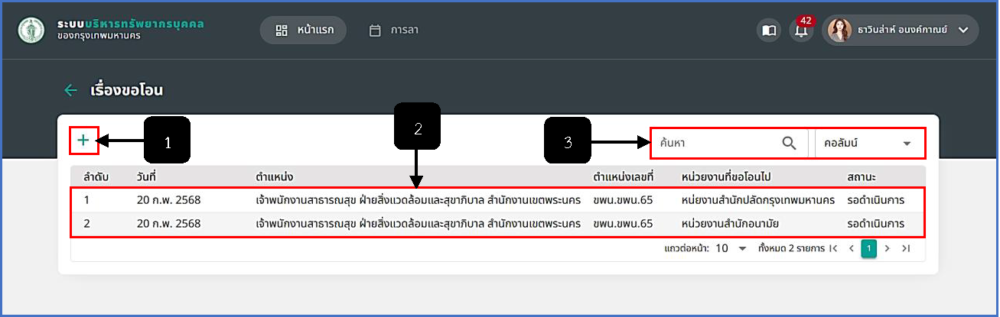 ระบบบริหารทรัพยากรบุคคล
ของกรุงเทพมหานคร
หน้าแรก
การลา
42
ธาวินล่าห์ อนงค์กาณย์
เรื่องขอโอน
1
2
3
ค้นหา
คอลัมน์
ลำดับ วันที่ ตำแหน่ง ตำแหน่งเลขที่ หน่วยงานที่ขอโอนไป สถานะ
1 20 ก.พ. 2568 เจ้าพนักงานสาธารณสุข ฝ่ายสิ่งแวดล้อมและสุขาภิบาล สำนักงานเขตพระนคร ขพน.ขพน.65 หน่ยงานสำนักปลัดกรุงเทพมหานคร รอดำเนินการ
2 20 ก.พ. 2568 เจ้าพนักงานสาธารณสุข ฝ่ายสิ่งแวดล้อมและสุขาภิบาล สำนักงานเขตพระนคร ขพน.ขพน.65 หน่วยงานสำนักอนามัย รอดำเนินการ
แถวต่อหน้า: 10 ทั้งหมด 2 รายการ 1